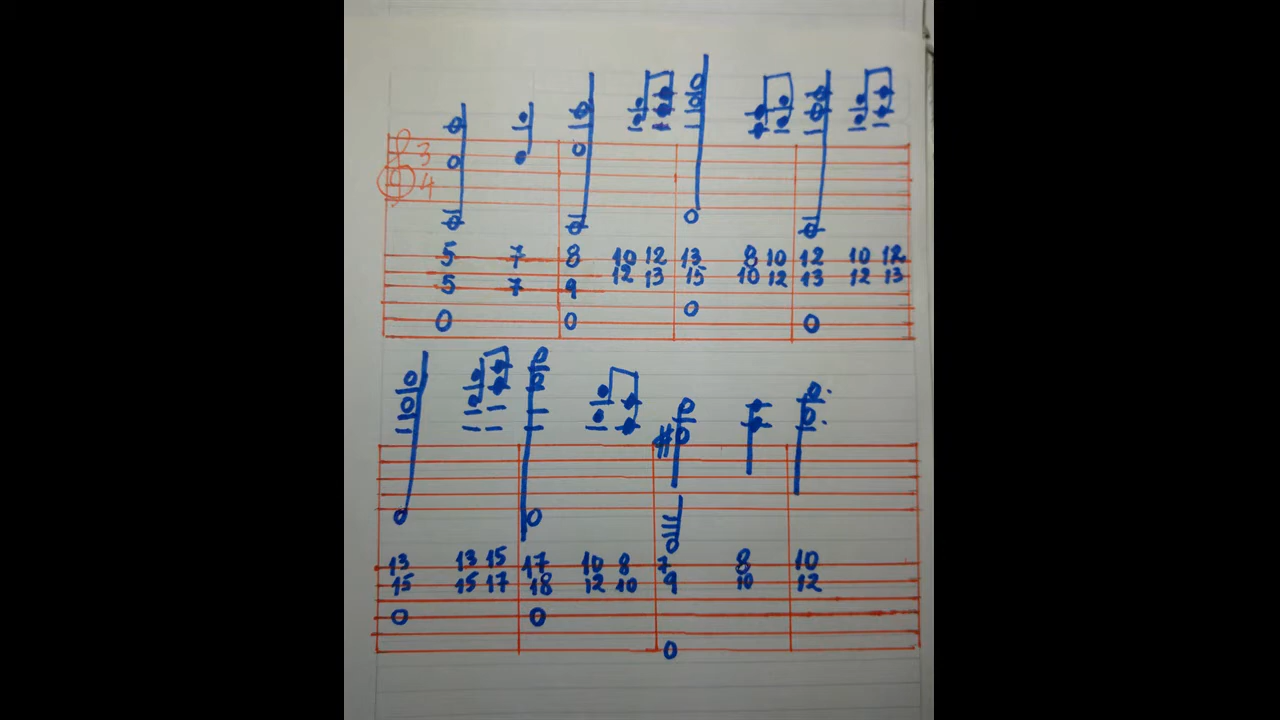 3
4
5 7 8 10 12 13 8 10 12 10 12
12 13 15 10 12 13 12 13
5 7 9
0
0 0 0
#
13 13 15 17 10 8 7 8 10
15 15 17 18 12 10 9 10 12
0 0
0